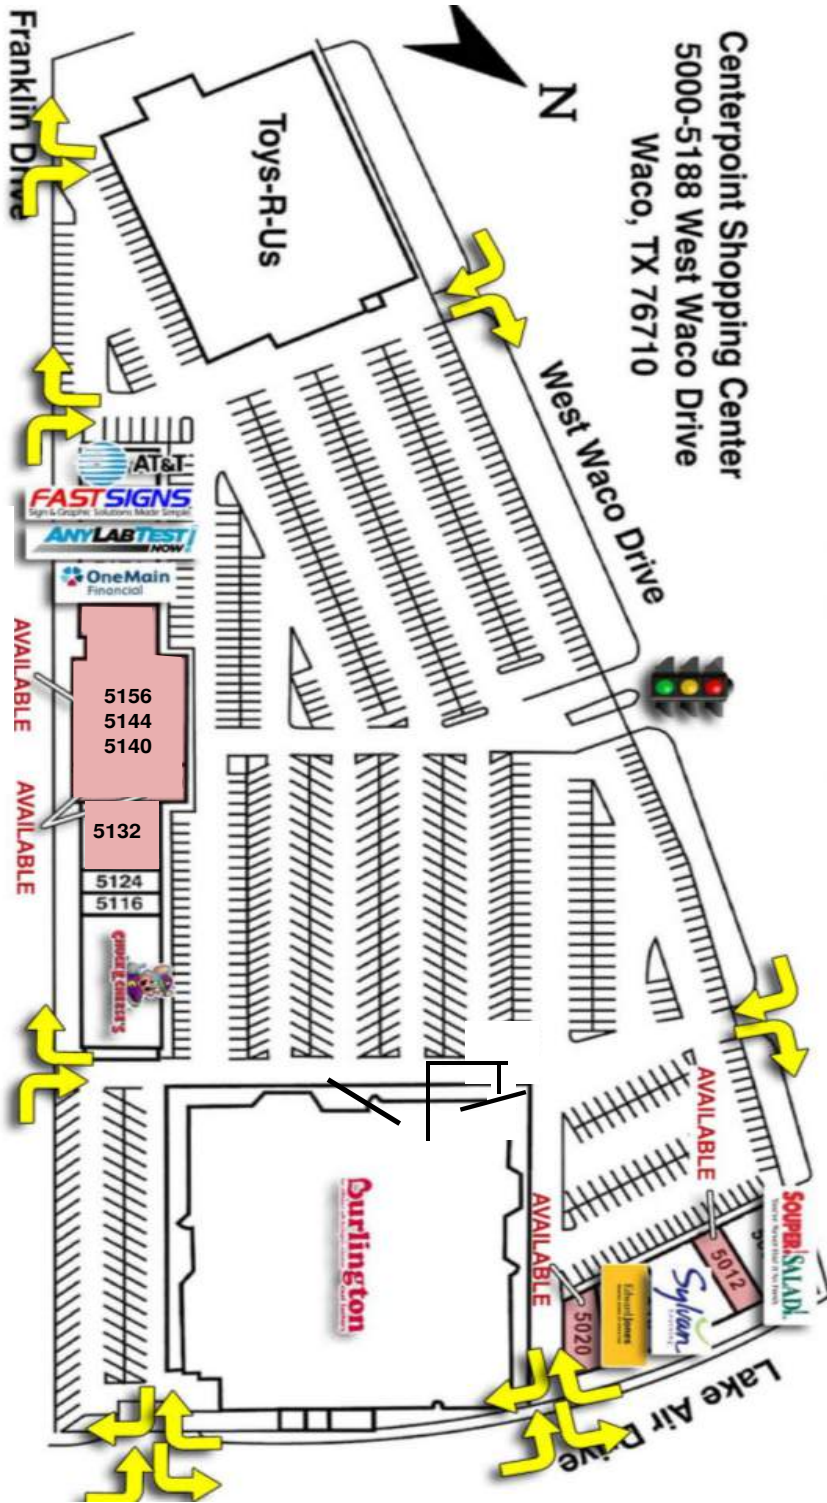 Centerpoint Shopping Center
5000-5188 West Waco Drive
Waco, TX 76710
N
Franklin Drive
Toys-R-Us
West Waco Drive
AT&T
FASTSIGNS
Sign & Graphic Solutions Made Simple.
ANYLABTEST
NOW!
OneMain
Financial
AVAILABLE
5156
5144
5140
AVAILABLE
5132
5124
5116
CHUCK E. CHEESE'S
Burlington
AVAILABLE
AVAILABLE
SOUPER!SALAD!
5012
Sylvan
Learning
Edward Jones
5020
Lake Air Drive